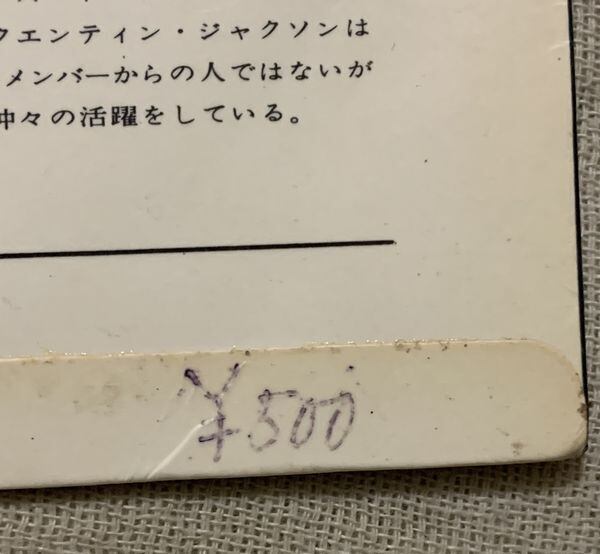 クエンティン・ジャクソンは
メンバーからの人ではないが
仲々の活躍をしている。
¥500